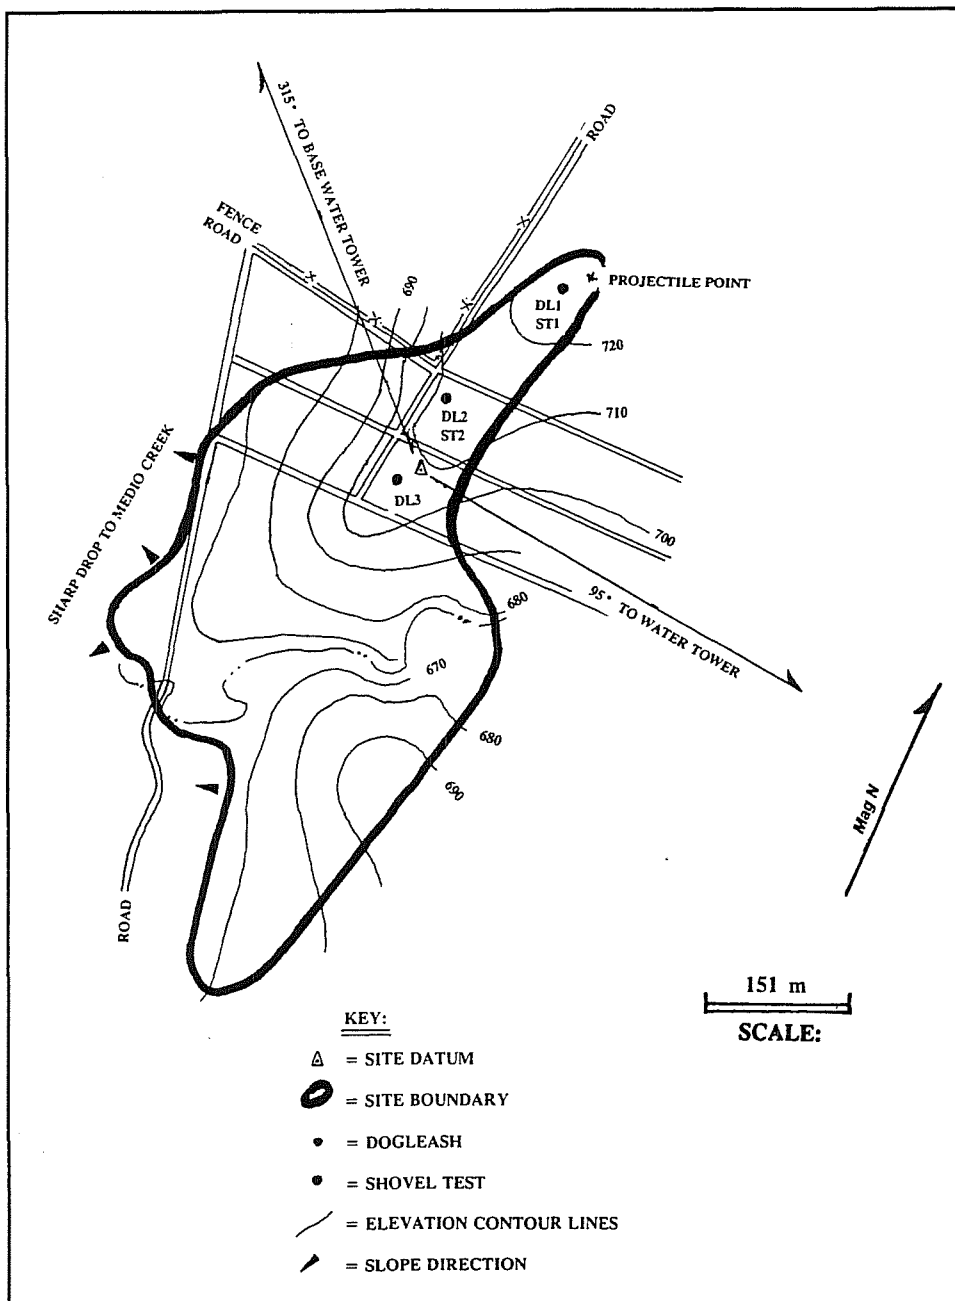 315° TO BASE WATER TOWER
ROAD
FENCE
ROAD
690
PROJECTILE POINT
DL1
ST1
720
710
DL2
ST2
DL3
700
SHARP DROP TO MEDIO CREEK
95° TO WATER TOWER
680
670
680
690
Mag N
ROAD
151 m
SCALE:
KEY:
= SITE DATUM
= SITE BOUNDARY
= DOGLEASH
= SHOVEL TEST
= ELEVATION CONTOUR LINES
= SLOPE DIRECTION